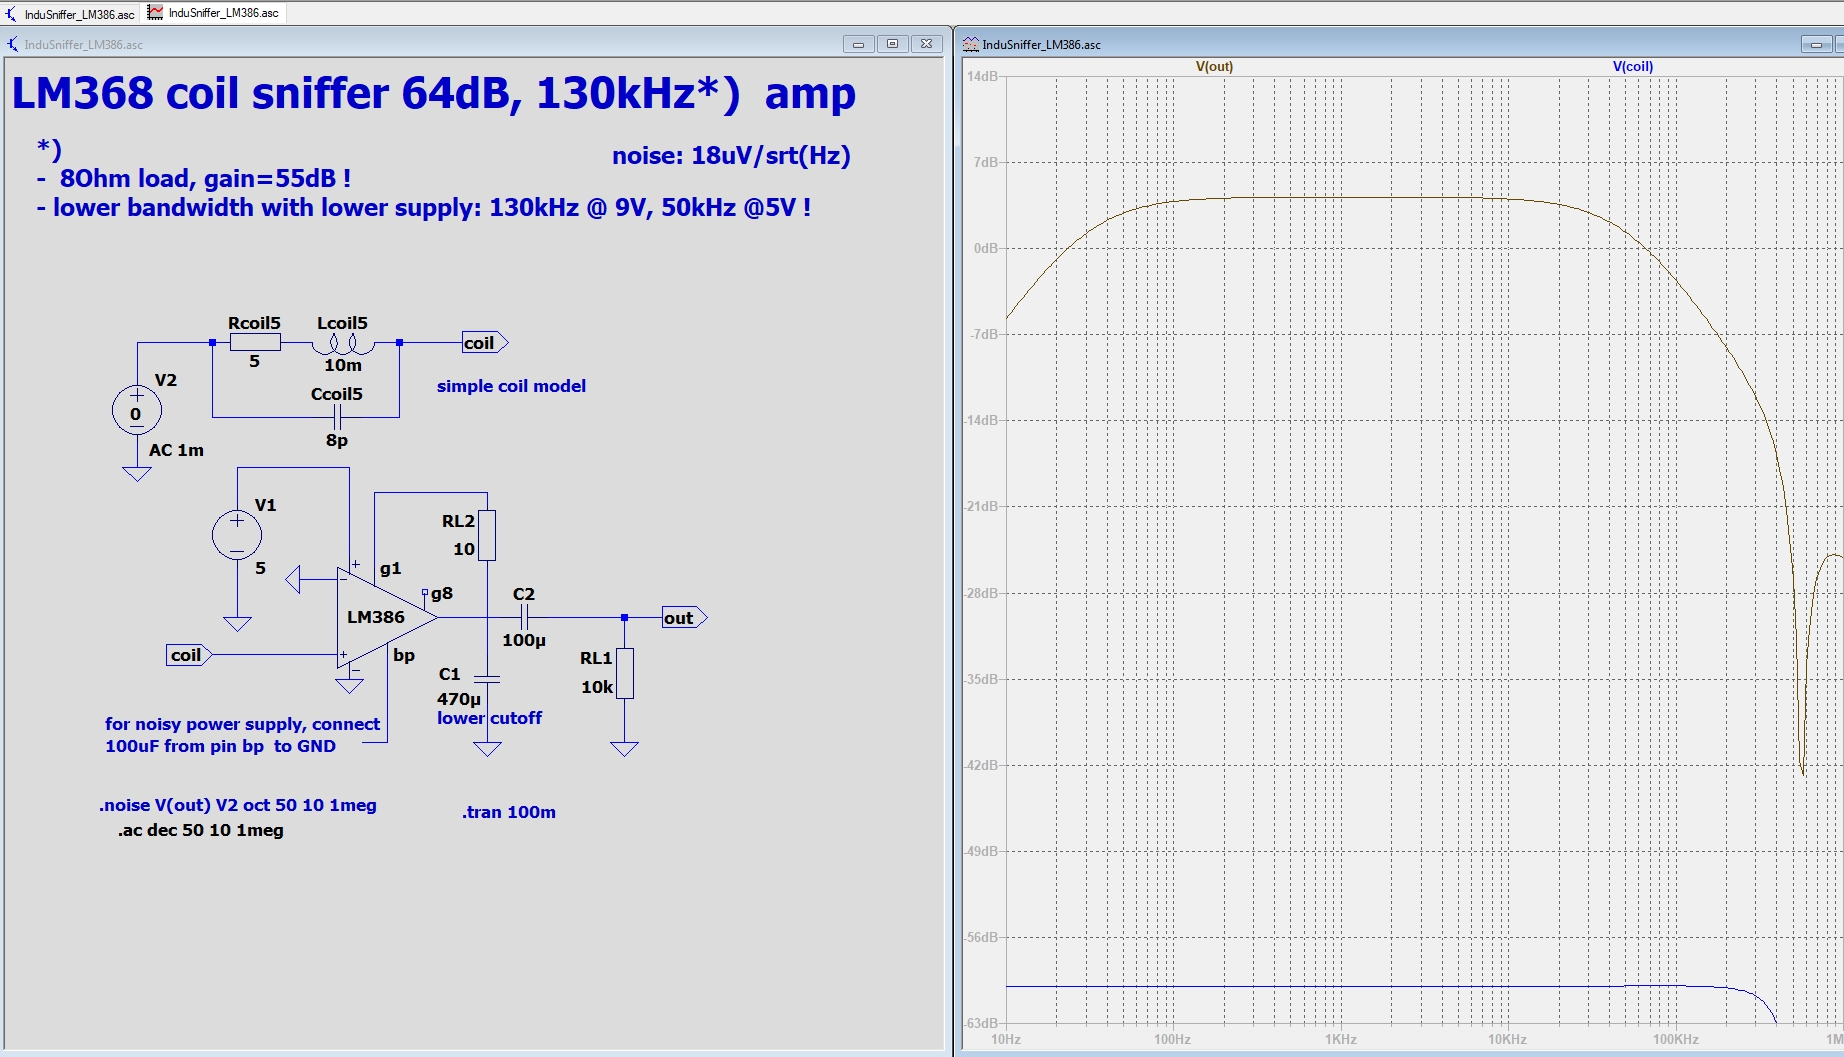 InduSniffer_LM386.asc
InduSniffer_LM386.asc
InduSniffer_LM386.asc
LM368 coil sniffer 64dB, 130kHz*) amp
*)
noise: 18uV/srt(Hz)
- 8Ohm load, gain=55dB !
- lower bandwidth with lower supply: 130kHz @ 9V, 50kHz @5V !
Rcoil5
Lcoil5
coil
5
10m
V2
simple coil model
Ccoil5
0
8p
AC 1m
V1
5
RL2
10
g1
g8
LM386
C2
100µ
out
coil
bp
C1
470µ
lower cutoff
RL1
10k
for noisy power supply, connect
100uF from pin bp to GND
.noise V(out) V2 oct 50 10 1meg
.ac dec 50 10 1meg
.tran 100m
InduSniffer_LM386.asc
V(out)
V(coil)
14dB
7dB
0dB
-7dB
-14dB
-21dB
-28dB
-35dB
-42dB
-49dB
-56dB
-63dB
10Hz
100Hz
1KHz
10KHz
100KHz